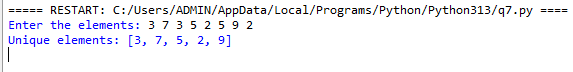 ===== RESTART: C:/Users/ADMIN/AppData/Local/Programs/Python/Python313/q7.py ====
Enter the elements: 3 7 3 5 2 5 9 2
Unique elements: [3, 7, 5, 2, 9]